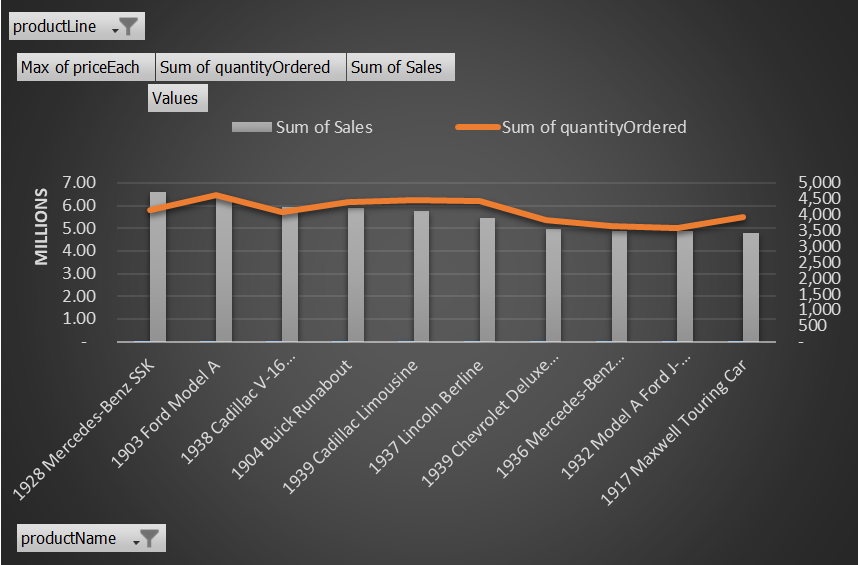 productLine
Max of priceEach Sum of quantityOrdered Sum of Sales
Values
Sum of Sales Sum of quantityOrdered
MILLIONS
7.00
6.00
5.00
4.00
3.00
2.00
1.00
-
5,000
4,500
4,000
3,500
3,000
2,500
2,000
1,500
1,000
500
-
1928 Mercedes-Benz SSK
1903 Ford Model A
1938 Cadillac V-16...
1904 Buick Runabout
1939 Cadillac Limousine
1937 Lincoln Berline
1939 Chevrolet Deluxe...
1936 Mercedes-Benz...
1932 Model A Ford J-...
1917 Maxwell Touring Car
productName